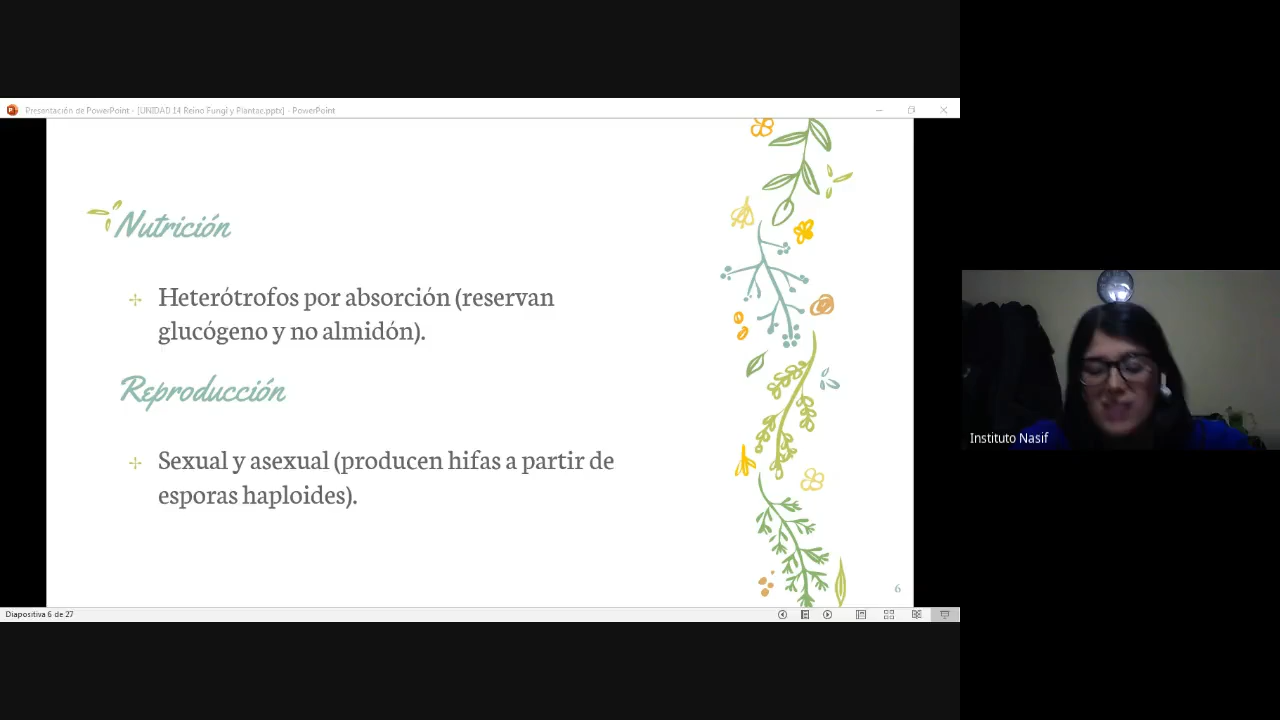 Presentación de PowerPoint - [UNIDAD 14 Reino Fungi y Plantae.pptx] - PowerPoint
Nutrición
Heterótrofos por absorción (reservan
glucógeno y no almidón).
Reproducción
Sexual y asexual (producen hifas a partir de
esporas haploides).
6
Diapositiva 6 de 27
Instituto Nasif